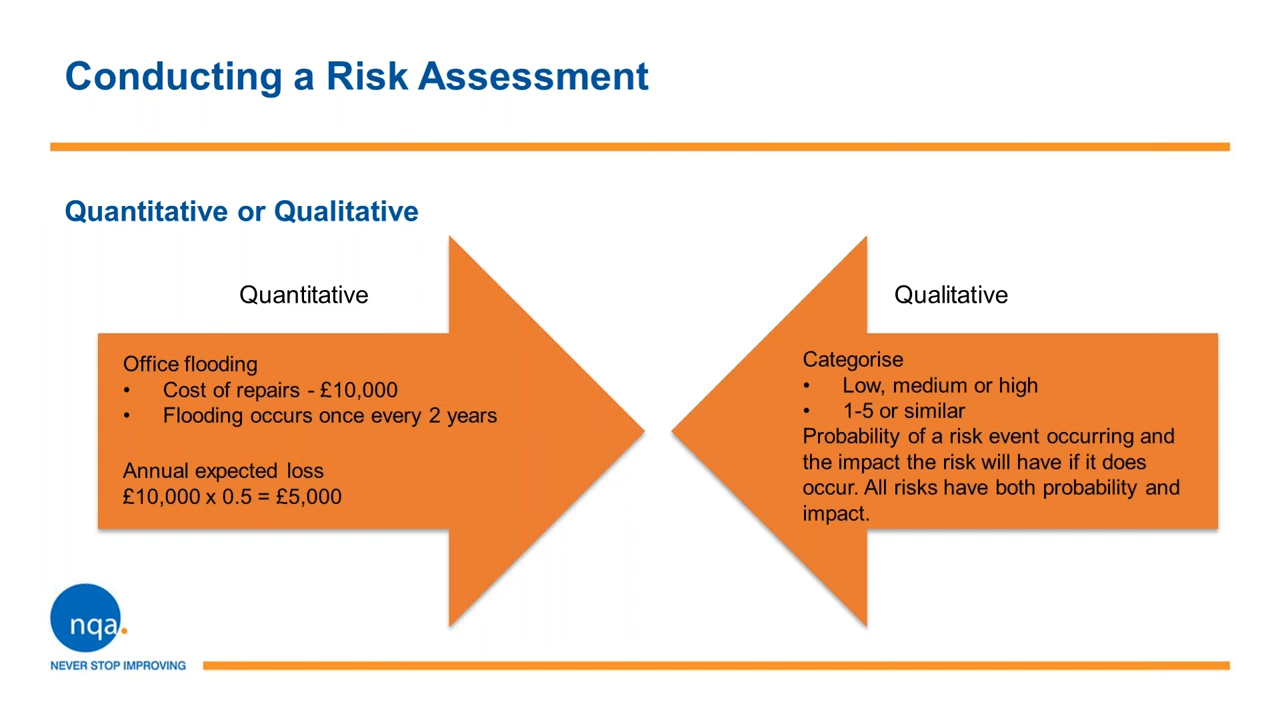 Conducting a Risk Assessment
Quantitative or Qualitative
Quantitative
Office flooding
• Cost of repairs - £10,000
• Flooding occurs once every 2 years
Annual expected loss
£10,000 x 0.5 = £5,000
Qualitative
Categorise
• Low, medium or high
• 1-5 or similar
Probability of a risk event occurring and
the impact the risk will have if it does
occur. All risks have both probability and
impact.
nqa.
NEVER STOP IMPROVING